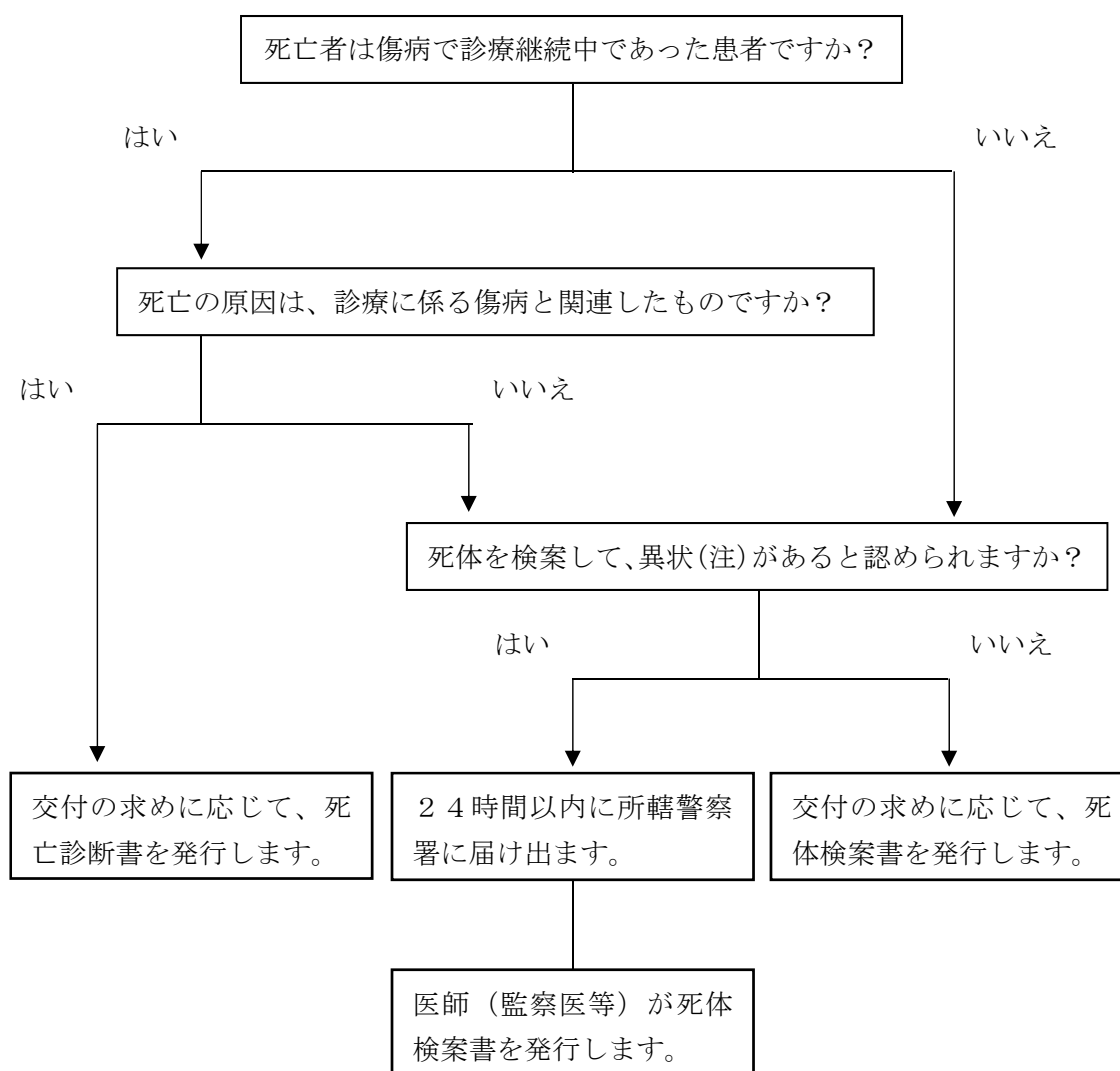 死亡者は傷病で診療継続中であった患者ですか？
はい
いいえ
死亡の原因は、診療に係る傷病と関連したものですか？
はい
いいえ
死体を検案して、異状（注）があると認められますか？
はい
いいえ
交付の求めに応じて、死
亡診断書を発行します。
２４時間以内に所轄警察
署に届け出ます。
交付の求めに応じて、死
体検案書を発行します。
医師（監察医等）が死体
検案書を発行します。